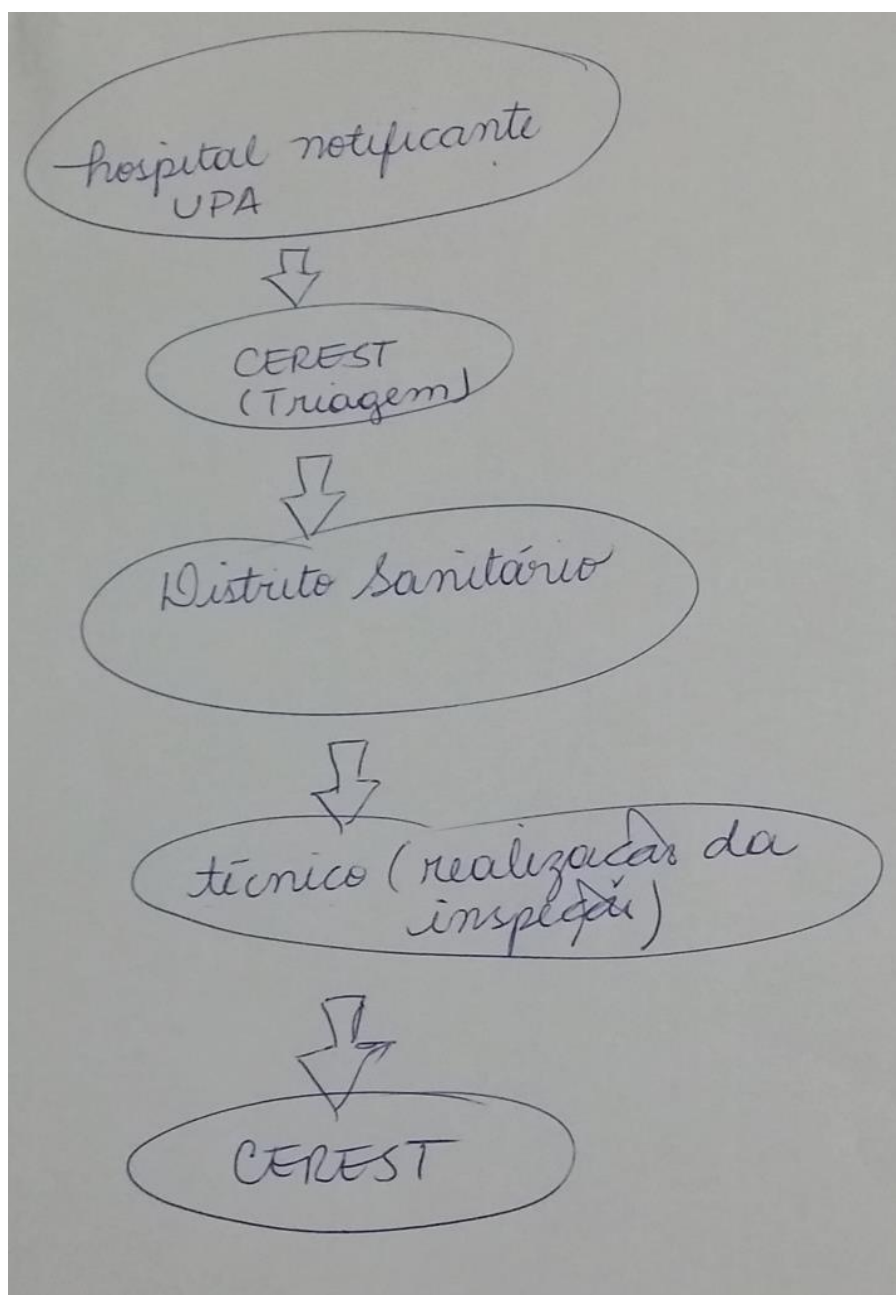 hospital notificante
UPA
CEREST
(Triagem)
Distrito Sanitário
técnico (realização da
inspeção)
CEREST